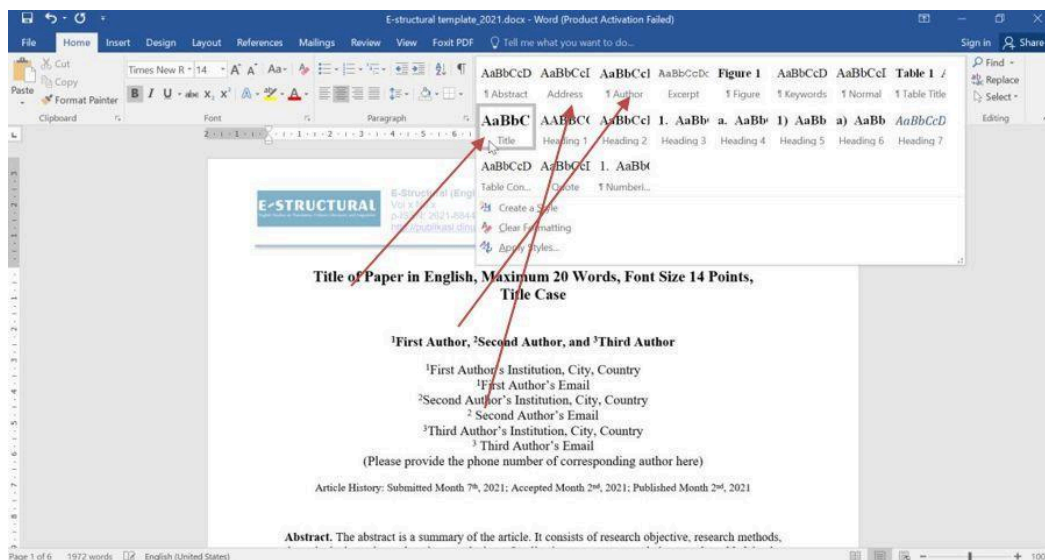 E-structural template_2021.docx - Word (Product Activation Failed)
File Home Insert Design Layout References Mailings Review View Foxit PDF Tell me what you want to do... Sign in Share
Paste
Cut
Copy
Format Painter
Clipboard
Times New R 14
Font
Paragraph
AaBbCcD AaBbCcI AaBbCcI AaBbCcDc Figure 1 AaBbCcD AaBbCcI Table 1
¶ Abstract Address ¶ Author Excerpt ¶ Figure ¶ Keywords ¶ Normal ¶ Table Title
AaBbC AABBC AaBbCcI 1. AaBb a. AaBb 1) AaBb a) AaBb AaBbCcD
Title Heading 1 Heading 2 Heading 3 Heading 4 Heading 5 Heading 6 Heading 7
AaBbCcD AaBbCcI 1. AaBb
Table Con... Quote ¶ Numberi...
Create a Style
Clear Formatting
Apply Styles...
Find
Replace
Select
Editing
E-STRUCTURAL
E-Structural (Engl
Title of Paper in English, Maximum 20 Words, Font Size 14 Points,
Title Case
¹First Author, ²Second Author, and ³Third Author
¹First Author's Institution, City, Country
¹First Author's Email
²Second Author's Institution, City, Country
² Second Author's Email
³Third Author's Institution, City, Country
³ Third Author's Email
(Please provide the phone number of corresponding author here)
Article History: Submitted Month 7th, 2021; Accepted Month 2nd, 2021; Published Month 2nd, 2021
Abstract. The abstract is a summary of the article. It consists of research objective, research methods,
Page 1 of 6 1972 words English (United States) 100